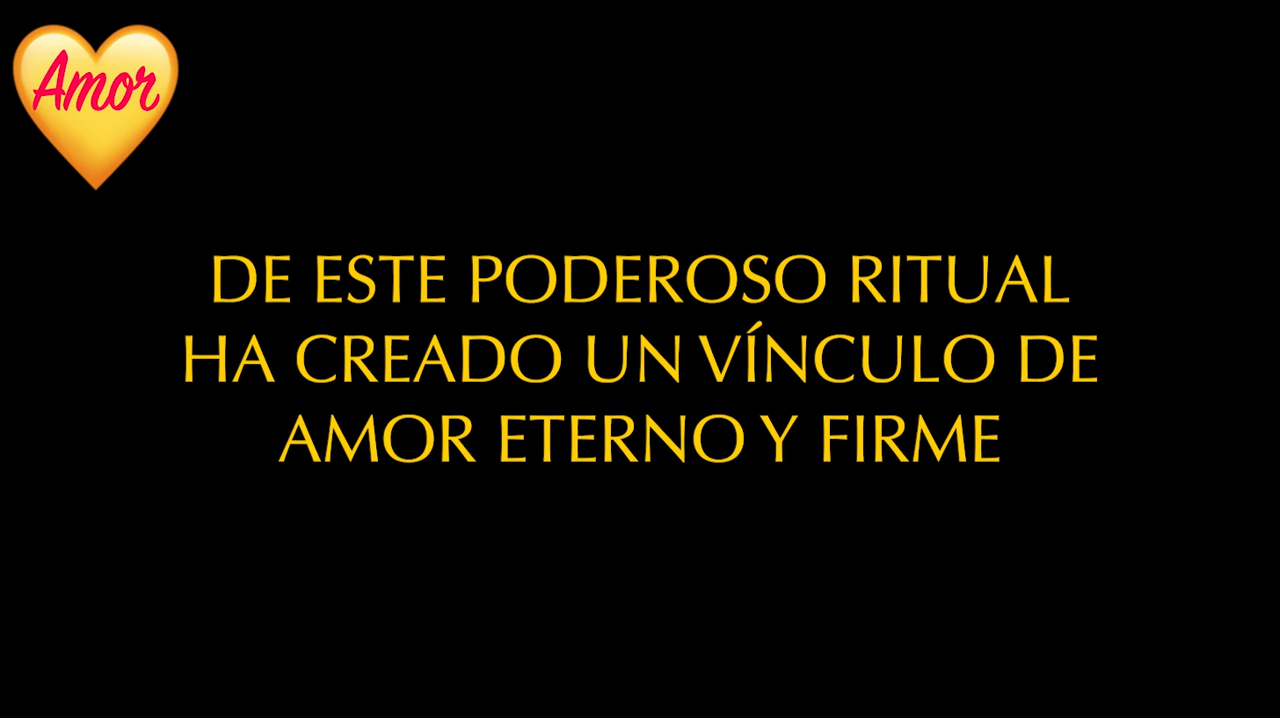 Amor
DE ESTE PODEROSO RITUAL
HA CREADO UN VÍNCULO DE
AMOR ETERNO Y FIRME